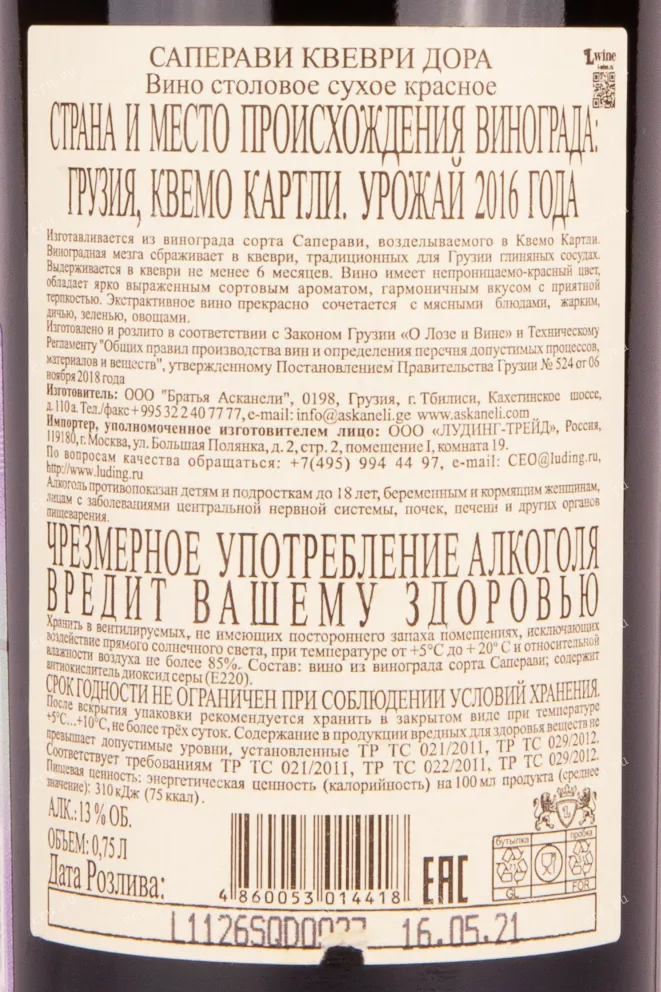 САПЕРАВИ КВЕВРИ ДОРА
1wine
Вино столовое сухое красное
СТРАНА И МЕСТО ПРОИСХОЖДЕНИЯ ВИНОГРАДА:
ГРУЗИЯ, КВЕМО КАРТЛИ. УРОЖАЙ 2016 ГОДА
Изготавливается из винограда сорта Саперави, возделываемого в Квемо Картли.
Виноградная мезга сбраживает в квеври, традиционных для Грузии глиняных сосудах.
Выдерживается в квеври не менее 6 месяцев. Вино имеет непроницаемо-красный цвет,
обладает ярко выраженным сортовым ароматом, гармоничным вкусом с приятной
терпкостью. Экстрактивное вино прекрасно сочетается с мясными блюдами, жарким,
дичью, зеленью, овощами.
Изготовлено и розлито в соответствии с Законом Грузии «О Лозе и Вине» и Техническому
Регламенту "Общих правил производства вин и определения перечня допустимых процессов,
материалов и веществ", утвержденному Постановлением Правительства Грузии № 524 от 06
ноября 2018 года
Изготовитель: ООО "Братья Асканели", 0198, Грузия, г. Тбилиси, Кахетинское шоссе,
д. 110 а. Тел./факс + 995 32 2 40 77 77, e-mail: info@askaneli.ge www.askaneli.com
Импортер, уполномоченное изготовителем лицо: ООО «ЛУДИНГ-ТРЕЙД», Россия,
119180, г. Москва, ул. Большая Полянка, д. 2, стр. 2, помещение I, комната 19.
По вопросам качества обращаться: +7(495) 994 44 97, e-mail: CEO@luding.ru,
http://www.luding.ru
Алкоголь противопоказан детям и подросткам до 18 лет, беременным и кормящим женщинам,
лицам с заболеваниями центральной нервной системы, почек, печени и других органов
пищеварения.
ЧРЕЗМЕРНОЕ УПОТРЕБЛЕНИЕ АЛКОГОЛЯ
ВРЕДИТ ВАШЕМУ ЗДОРОВЬЮ
Хранить в вентилируемых, не имеющих постороннего запаха помещениях, исключающих
воздействие прямого солнечного света, при температуре от +5°С до + 20° С и относительной
влажности воздуха не более 85%. Состав: вино из винограда сорта Саперави; содержит
антиокислитель диоксид серы (Е220).
СРОК ГОДНОСТИ НЕ ОГРАНИЧЕН ПРИ СОБЛЮДЕНИИ УСЛОВИЙ ХРАНЕНИЯ.
После вскрытия упаковки рекомендуется хранить в закрытом виде при температуре
+5°С...+10°С, не более трёх суток. Содержание в продукции вредных для здоровья веществ не
превышает допустимые уровни, установленные ТР ТС 021/2011, ТР ТС 029/2012.
Соответствует требованиям ТР ТС 021/2011, ТР ТС 022/2011, ТР ТС 029/2012.
Пищевая ценность: энергетическая ценность (калорийность) на 100 мл продукта (среднее
значение): 310 кДж (75 ккал).
АЛК.: 13 % ОБ.
ОБЪЕМ: 0,75 Л
Дата Розлива:
4 860053 014418
EAC
бутылка
пробка
GL
FOR
16.05.21